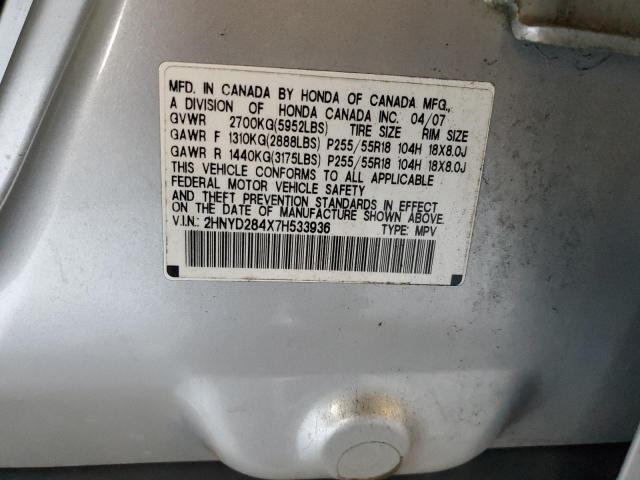 MFD. IN CANADA BY HONDA OF CANADA MFG.,
A DIVISION OF HONDA CANADA INC. 04/07
GVWR 2700KG(5952LBS) TIRE SIZE RIM SIZE
GAWR F 1310KG(2888LBS) P255/55R18 104H 18X8.0J
GAWR R 1440KG(3175LBS) P255/55R18 104H 18X8.0J
THIS VEHICLE CONFORMS TO ALL APPLICABLE
FEDERAL MOTOR VEHICLE SAFETY
AND THEFT PREVENTION STANDARDS IN EFFECT
ON THE DATE OF MANUFACTURE SHOWN ABOVE.
V.I.N.: 2HNYD284X7H533936 TYPE: MPV